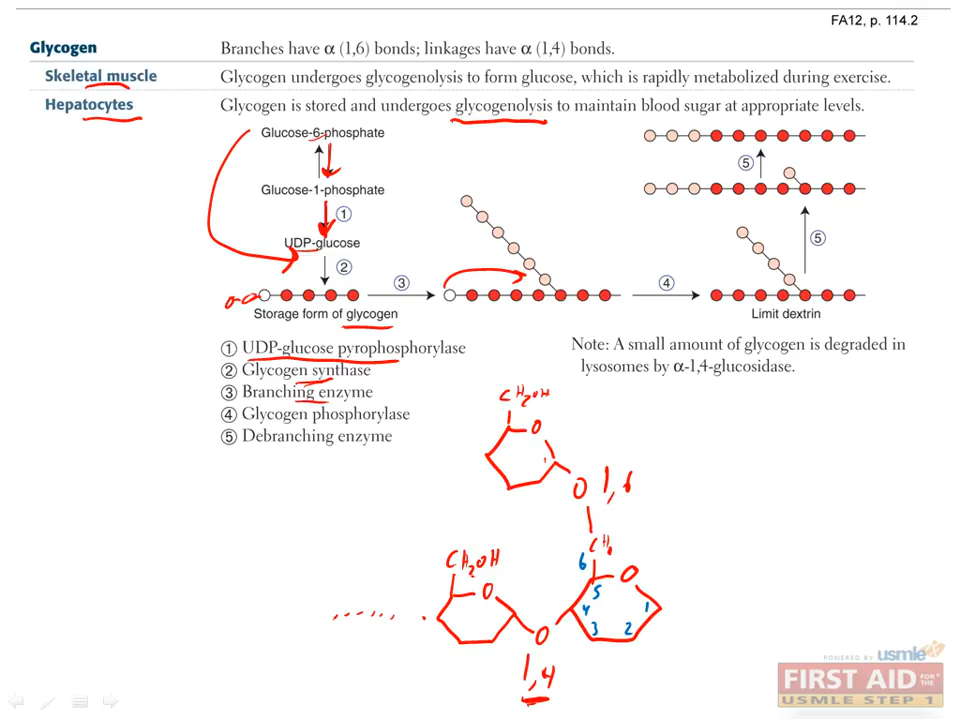 FA12, p. 114.2
Glycogen Branches have α (1,6) bonds; linkages have α (1,4) bonds.
Skeletal muscle Glycogen undergoes glycogenolysis to form glucose, which is rapidly metabolized during exercise.
Hepatocytes Glycogen is stored and undergoes glycogenolysis to maintain blood sugar at appropriate levels.
Glucose-6-phosphate
Glucose-1-phosphate
①
UDP-glucose
②
③
④
⑤
⑤
Storage form of glycogen
Limit dextrin
① UDP-glucose pyrophosphorylase
② Glycogen synthase
③ Branching enzyme
④ Glycogen phosphorylase
⑤ Debranching enzyme
Note: A small amount of glycogen is degraded in
lysosomes by α-1,4-glucosidase.
CH2OH
O
O 1,6
CH2
6
CH2OH
O
O
5
4 1
3 2
O
1,4
POWERED BY usmle
FIRST AID FOR THE
USMLE STEP 1